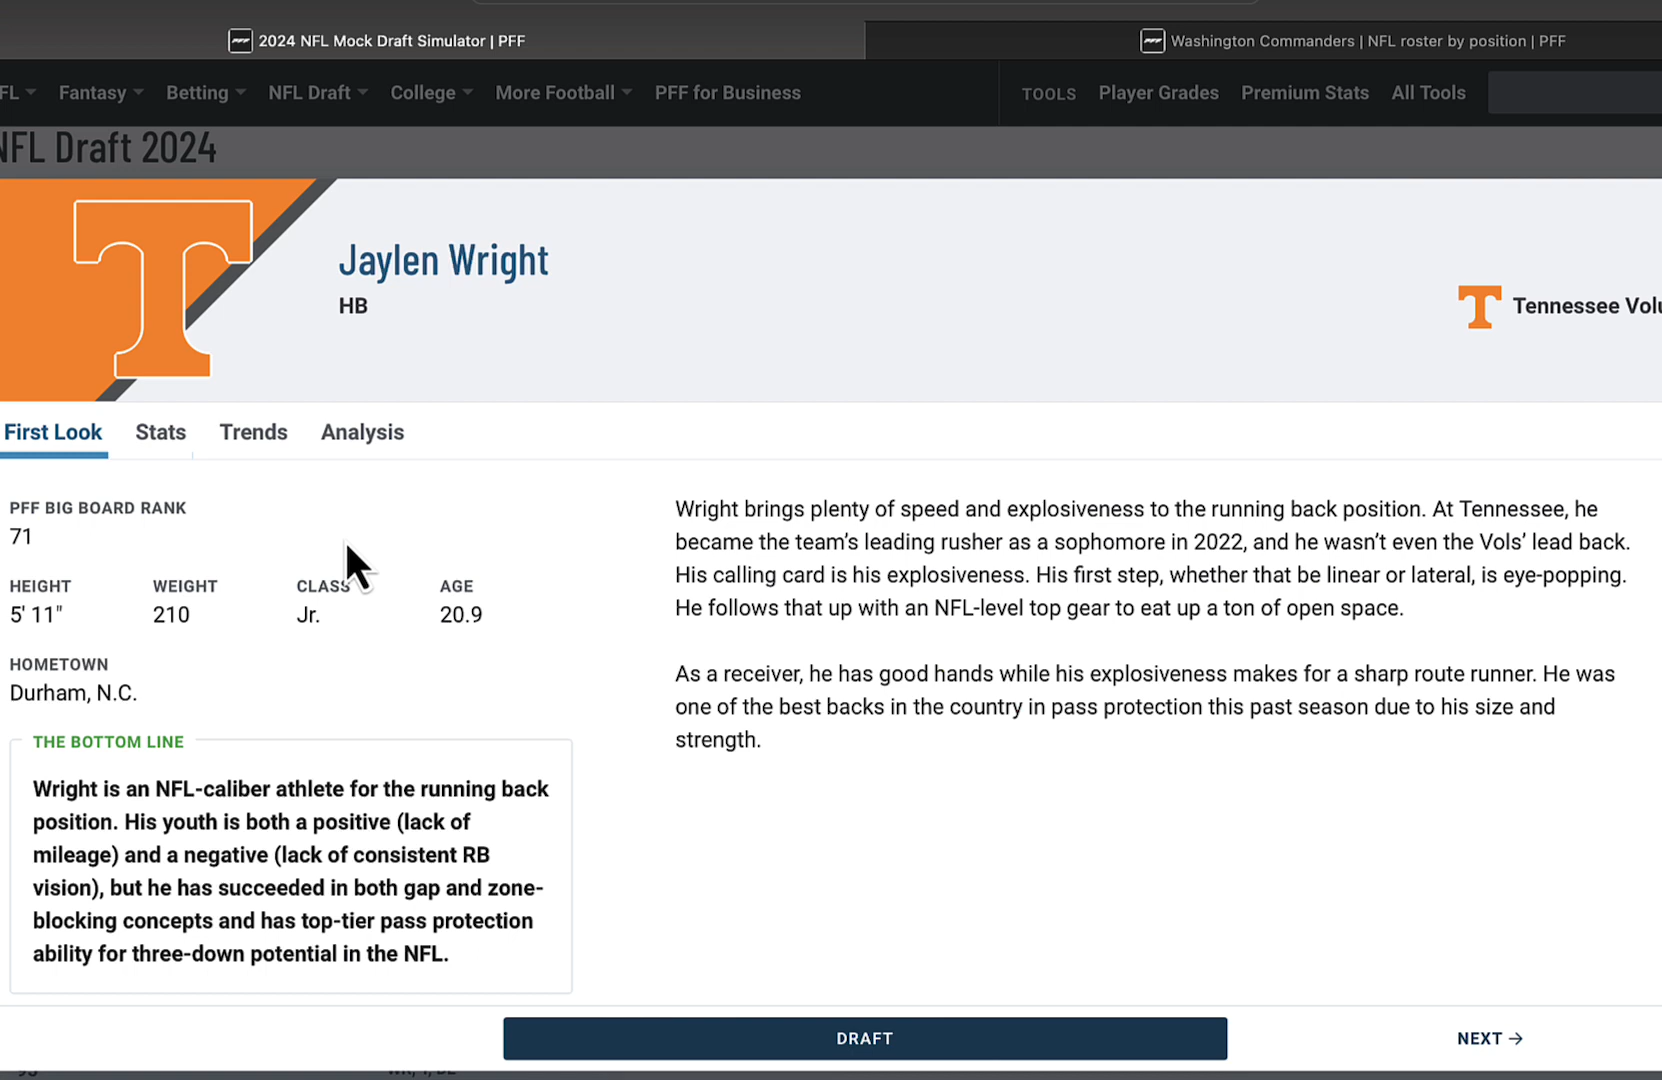 2024 NFL Mock Draft Simulator | PFF
Washington Commanders | NFL roster by position | PFF
FL Fantasy Betting NFL Draft College More Football PFF for Business TOOLS Player Grades Premium Stats All Tools
NFL Draft 2024
Jaylen Wright
HB
Tennessee Volu
First Look Stats Trends Analysis
PFF BIG BOARD RANK
71
HEIGHT WEIGHT CLASS AGE
5' 11" 210 Jr. 20.9
HOMETOWN
Durham, N.C.
THE BOTTOM LINE
Wright is an NFL-caliber athlete for the running back
position. His youth is both a positive (lack of
mileage) and a negative (lack of consistent RB
vision), but he has succeeded in both gap and zone-
blocking concepts and has top-tier pass protection
ability for three-down potential in the NFL.
Wright brings plenty of speed and explosiveness to the running back position. At Tennessee, he
became the team’s leading rusher as a sophomore in 2022, and he wasn’t even the Vols’ lead back.
His calling card is his explosiveness. His first step, whether that be linear or lateral, is eye-popping.
He follows that up with an NFL-level top gear to eat up a ton of open space.
As a receiver, he has good hands while his explosiveness makes for a sharp route runner. He was
one of the best backs in the country in pass protection this past season due to his size and
strength.
DRAFT
NEXT →